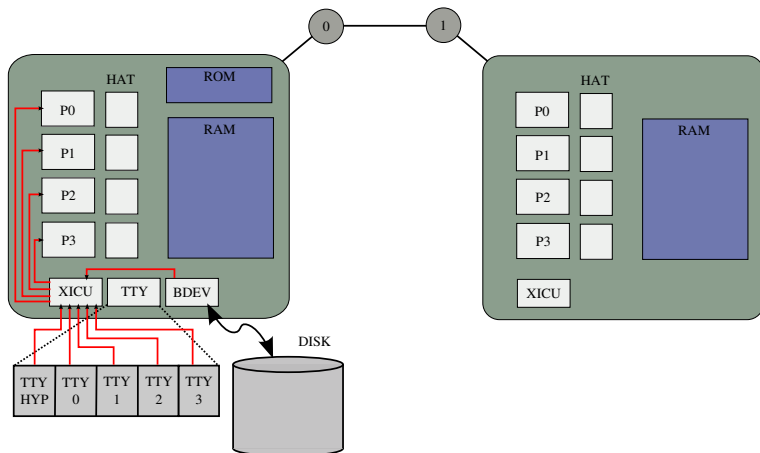 0
1
HAT
ROM
P0
RAM
P1
P2
P3
XICU
TTY
BDEV
HAT
P0
RAM
P1
P2
P3
XICU
DISK
TTY
HYP
TTY
0
TTY
1
TTY
2
TTY
3